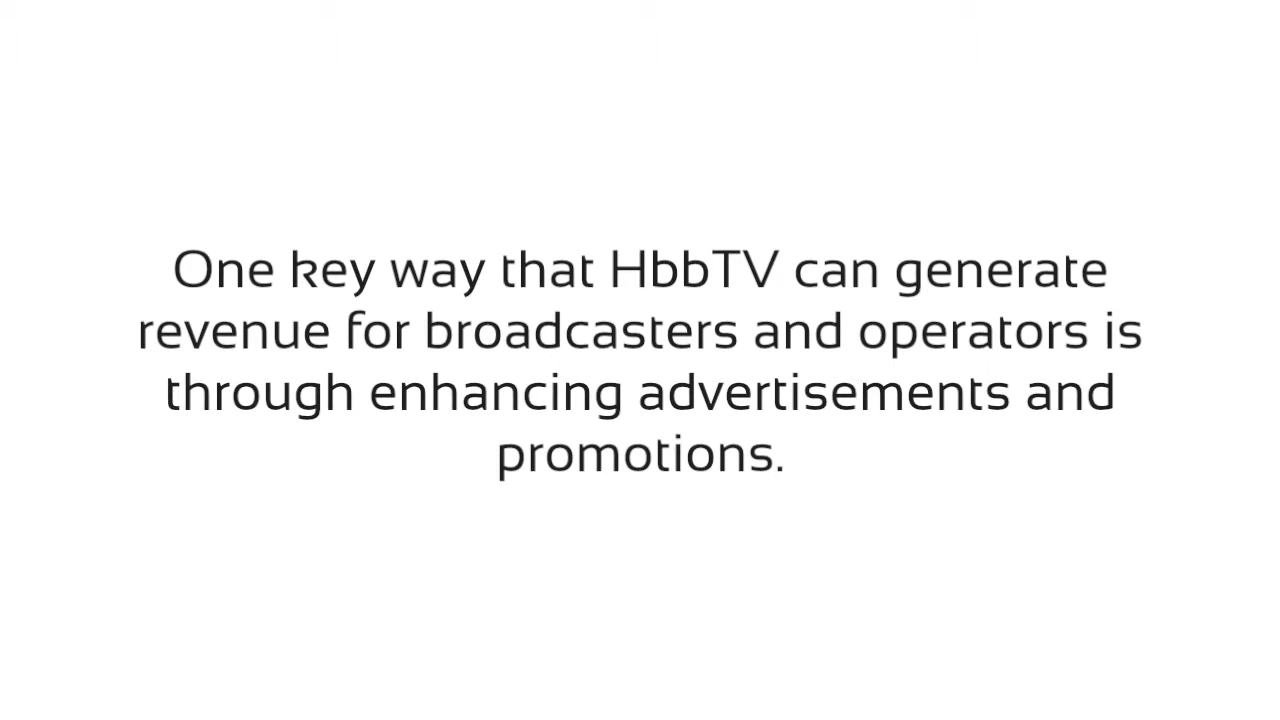 One key way that HbbTV can generate
revenue for broadcasters and operators is
through enhancing advertisements and
promotions.